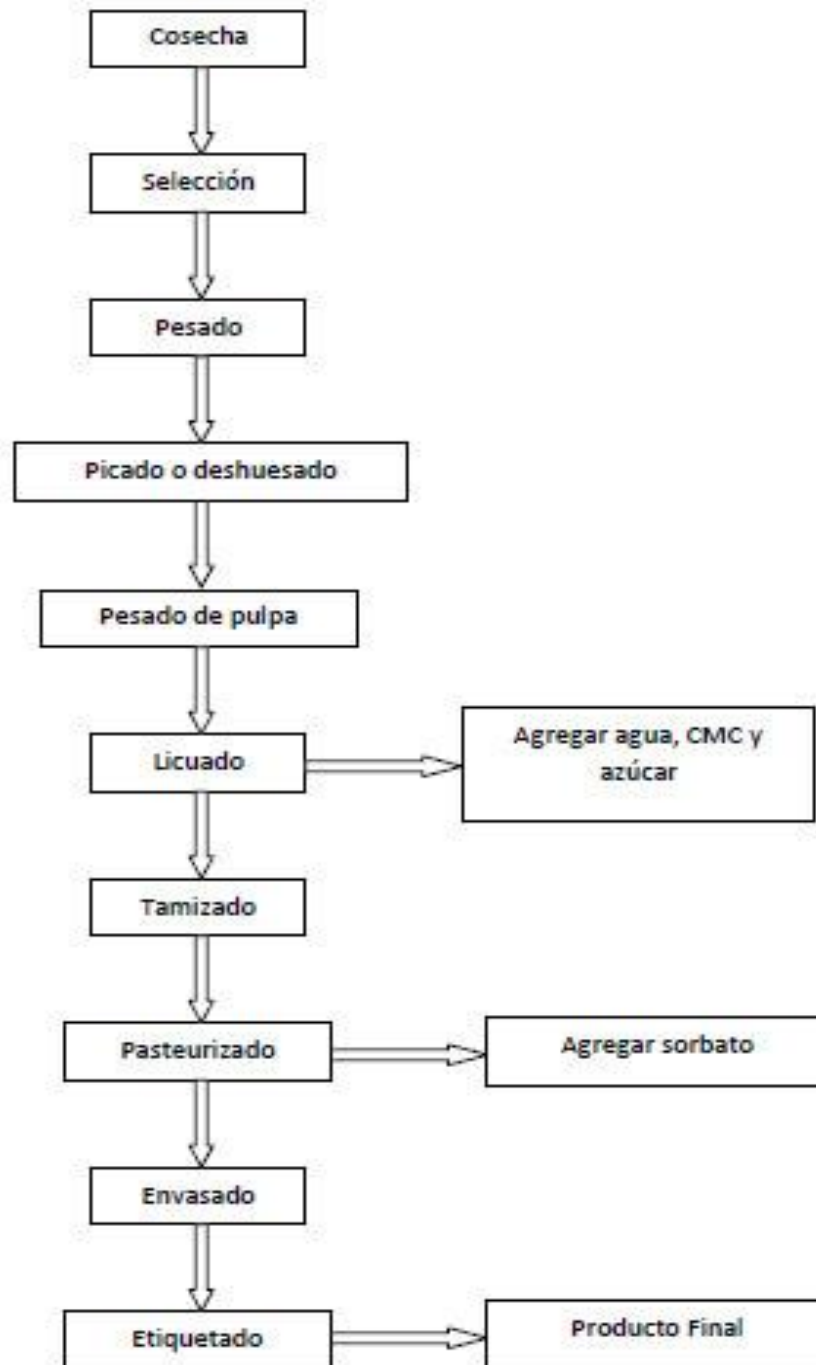 Cosecha
Selección
Pesado
Picado o deshuesado
Pesado de pulpa
Licuado
Agregar agua, CMC y
azúcar
Tamizado
Pasteurizado
Agregar sorbato
Envasado
Etiquetado
Producto Final